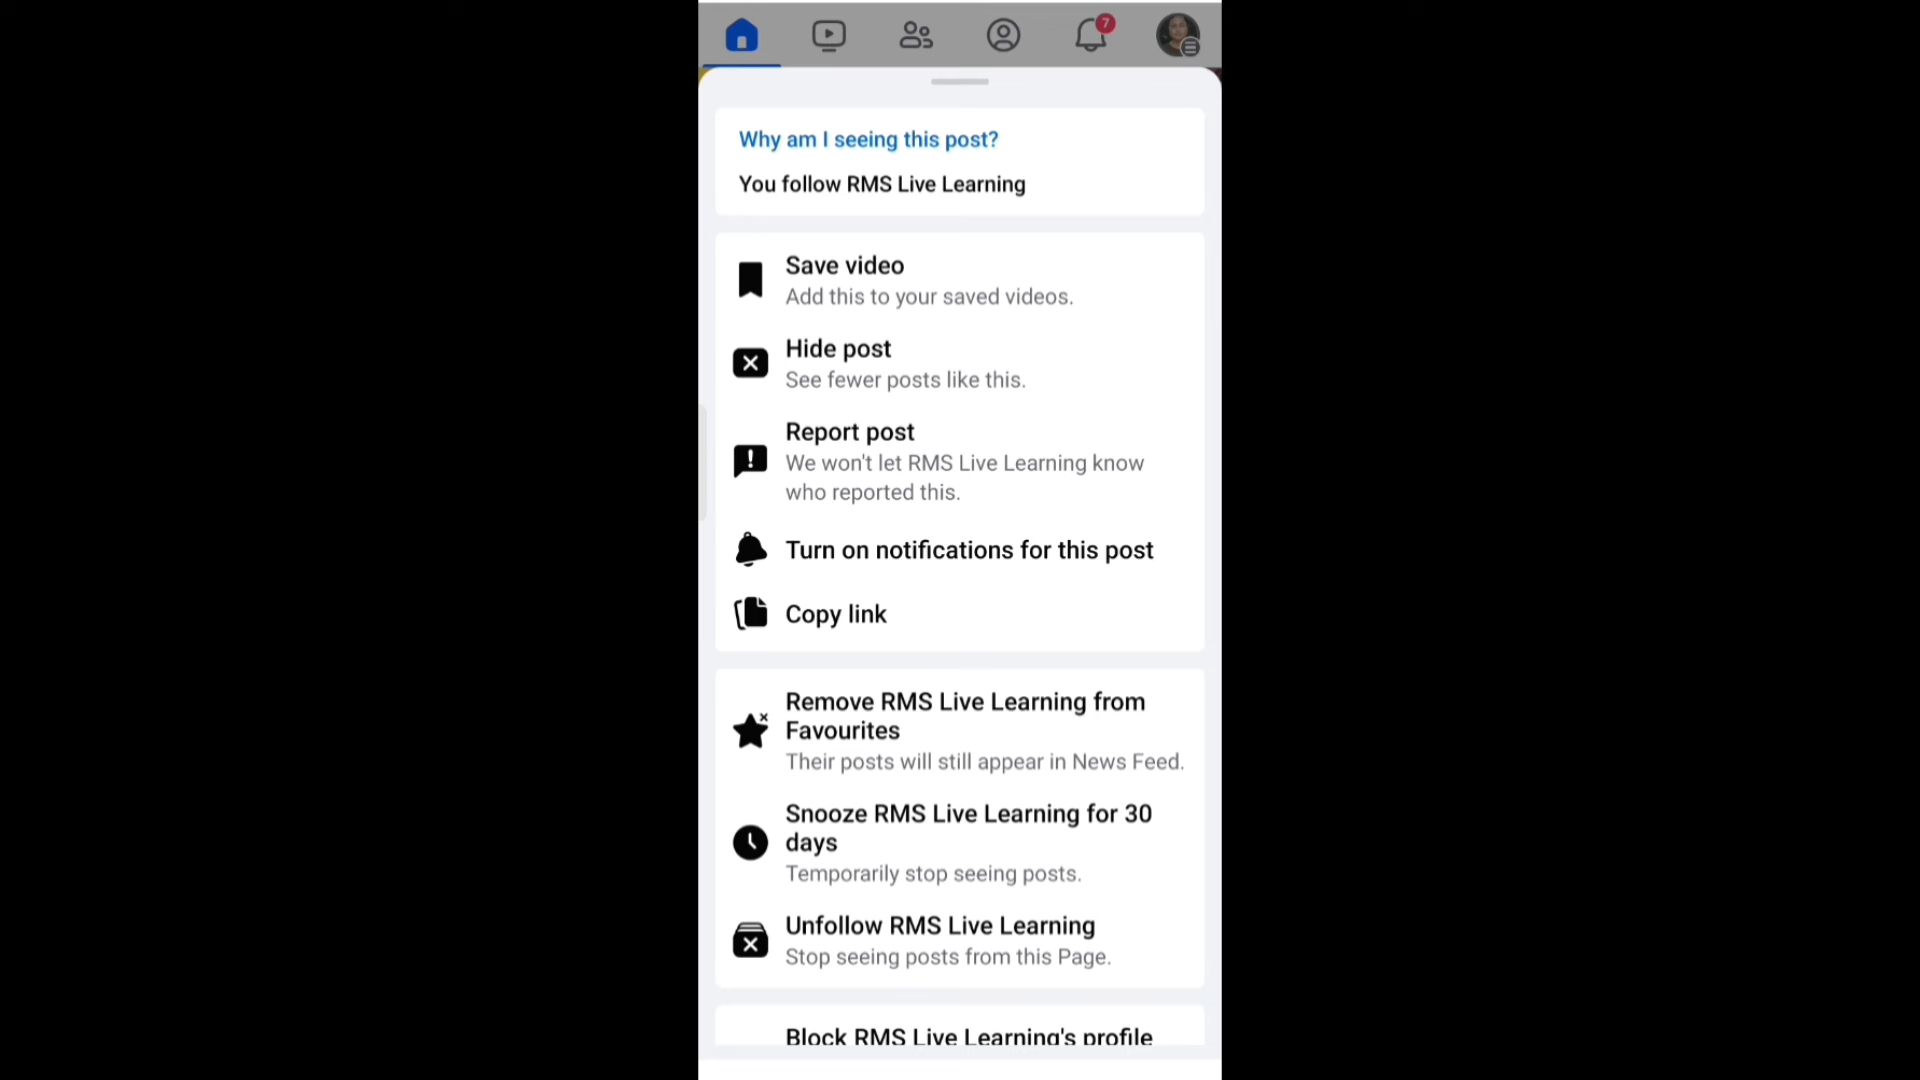 7
Why am I seeing this post?
You follow RMS Live Learning
Save video
Add this to your saved videos.
Hide post
See fewer posts like this.
Report post
We won't let RMS Live Learning know
who reported this.
Turn on notifications for this post
Copy link
Remove RMS Live Learning from
Favourites
Their posts will still appear in News Feed.
Snooze RMS Live Learning for 30
days
Temporarily stop seeing posts.
Unfollow RMS Live Learning
Stop seeing posts from this Page.
Block RMS Live Learning's profile